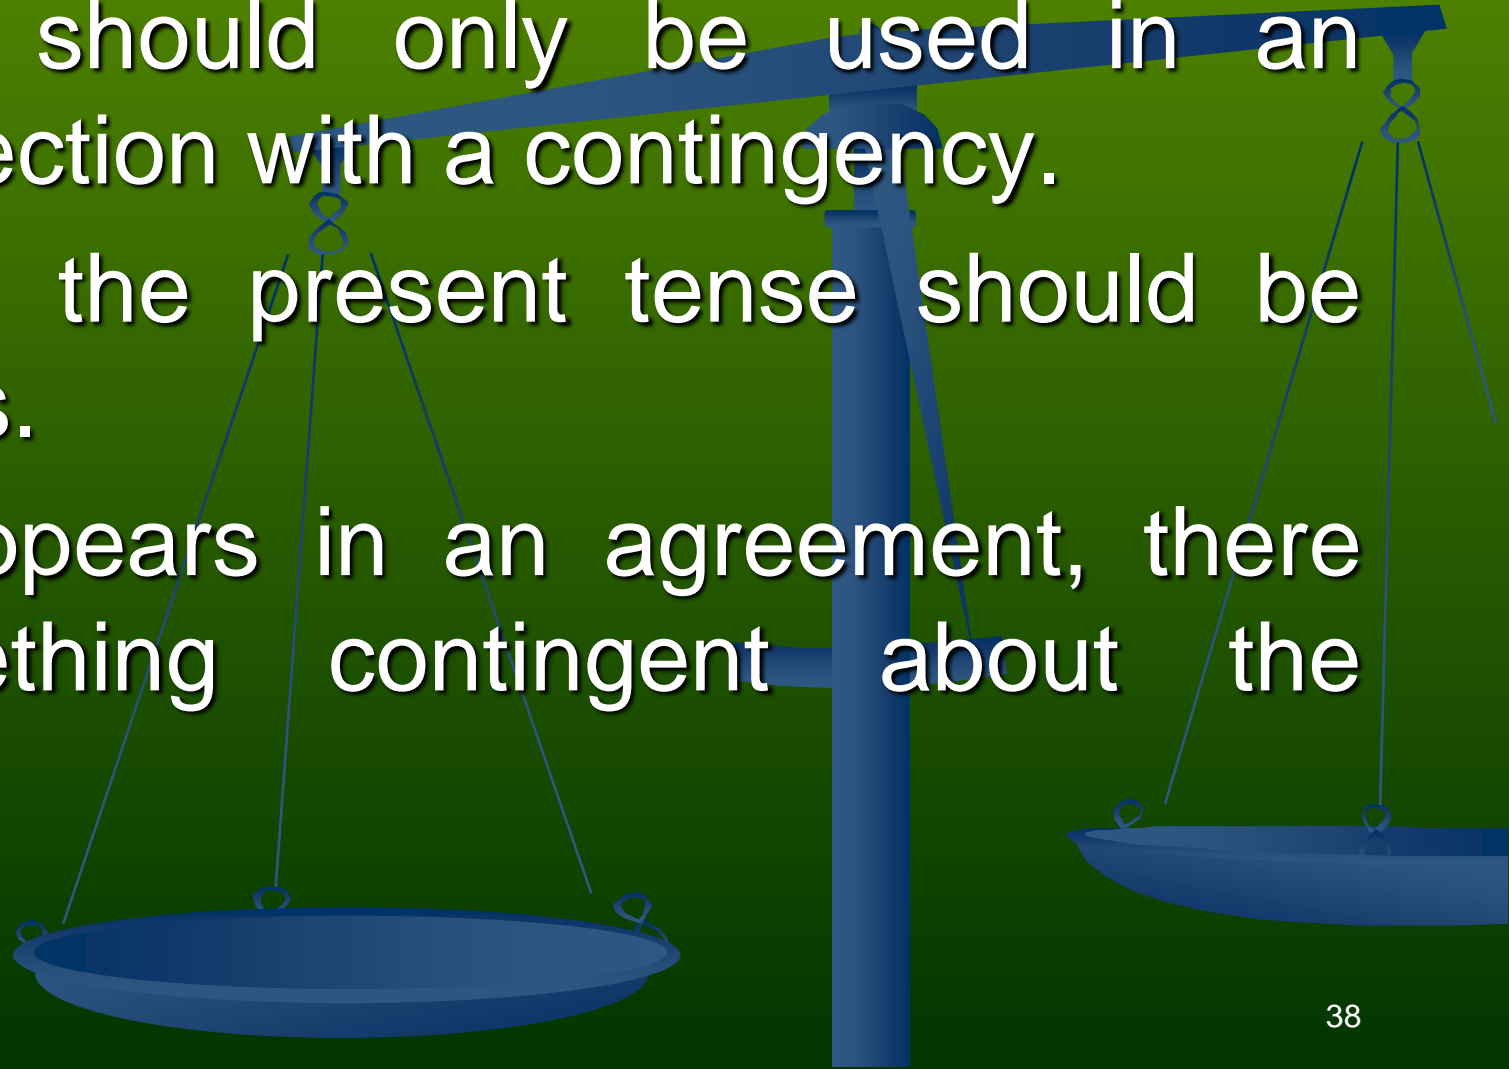 should only be used in an
ection with a contingency.
the present tense should be
s.
ppears in an agreement, there
ething contingent about the
38